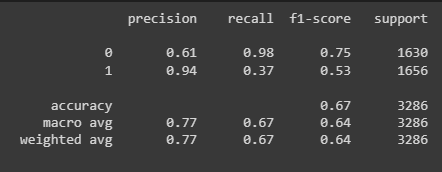 precision recall f1-score support
0 0.61 0.98 0.75 1630
1 0.94 0.37 0.53 1656
accuracy 0.67 3286
macro avg 0.77 0.67 0.64 3286
weighted avg 0.77 0.67 0.64 3286